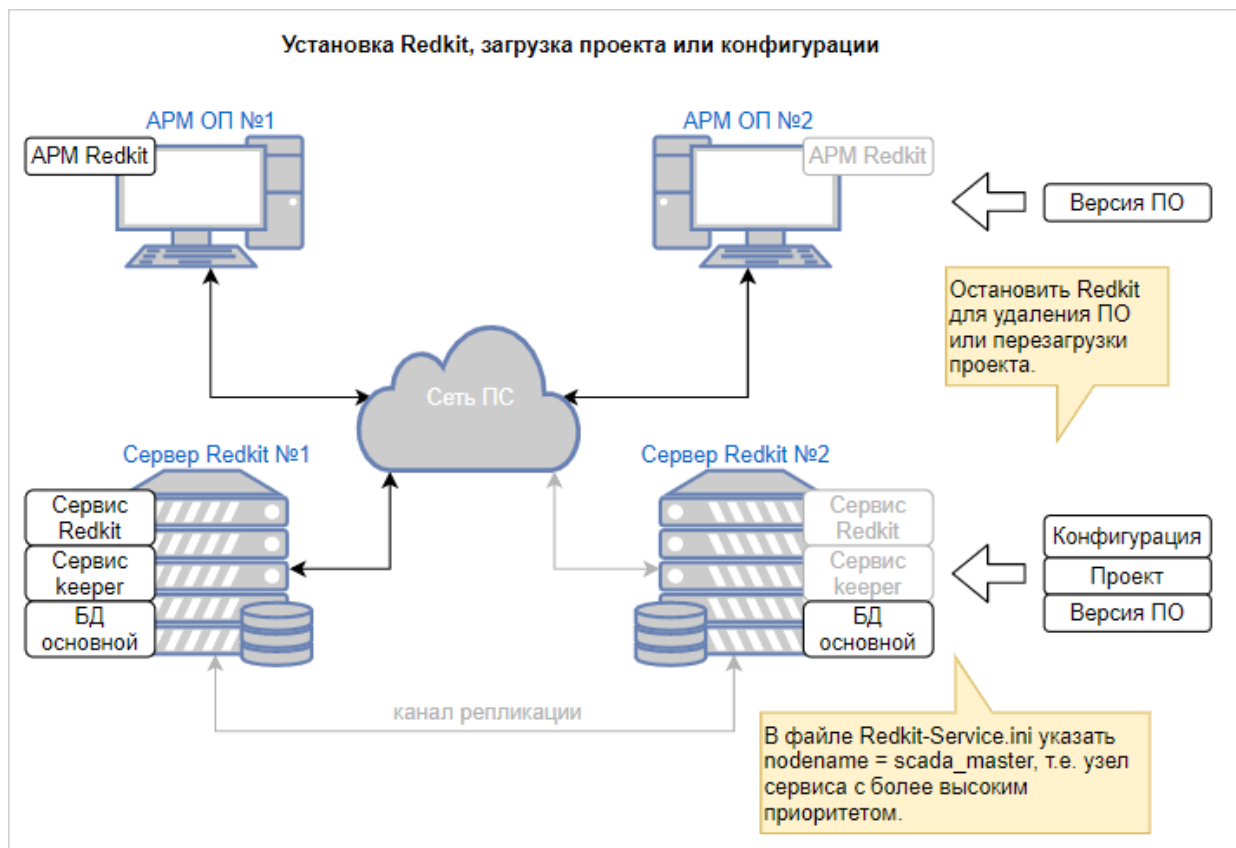 Установка Redkit, загрузка проекта или конфигурации
АРМ ОП №1
АРМ Redkit
АРМ ОП №2
АРМ Redkit
Версия ПО
Остановить Redkit
для удаления ПО
или перезагрузки
проекта.
Сеть ПС
Сервер Redkit №1
Сервис
Redkit
Сервис
keeper
БД
основной
Сервер Redkit №2
Сервис
Redkit
Сервис
keeper
БД
основной
Конфигурация
Проект
Версия ПО
канал репликации
В файле Redkit-Service.ini указать
nodename = scada_master, т.е. узел
сервиса с более высоким
приоритетом.